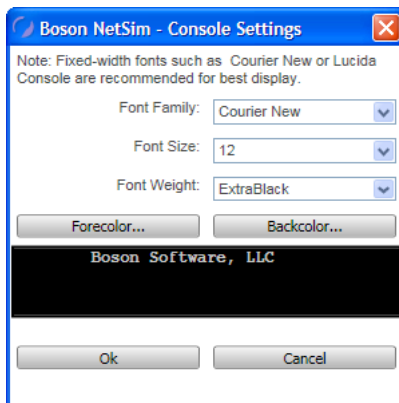 Boson NetSim - Console Settings
Note: Fixed-width fonts such as Courier New or Lucida
Console are recommended for best display.
Font Family: Courier New
Font Size: 12
Font Weight: ExtraBlack
Forecolor... Backcolor...
Boson Software, LLC
Ok Cancel